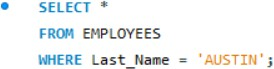 SELECT *
FROM EMPLOYEES
WHERE Last_Name = 'AUSTIN';